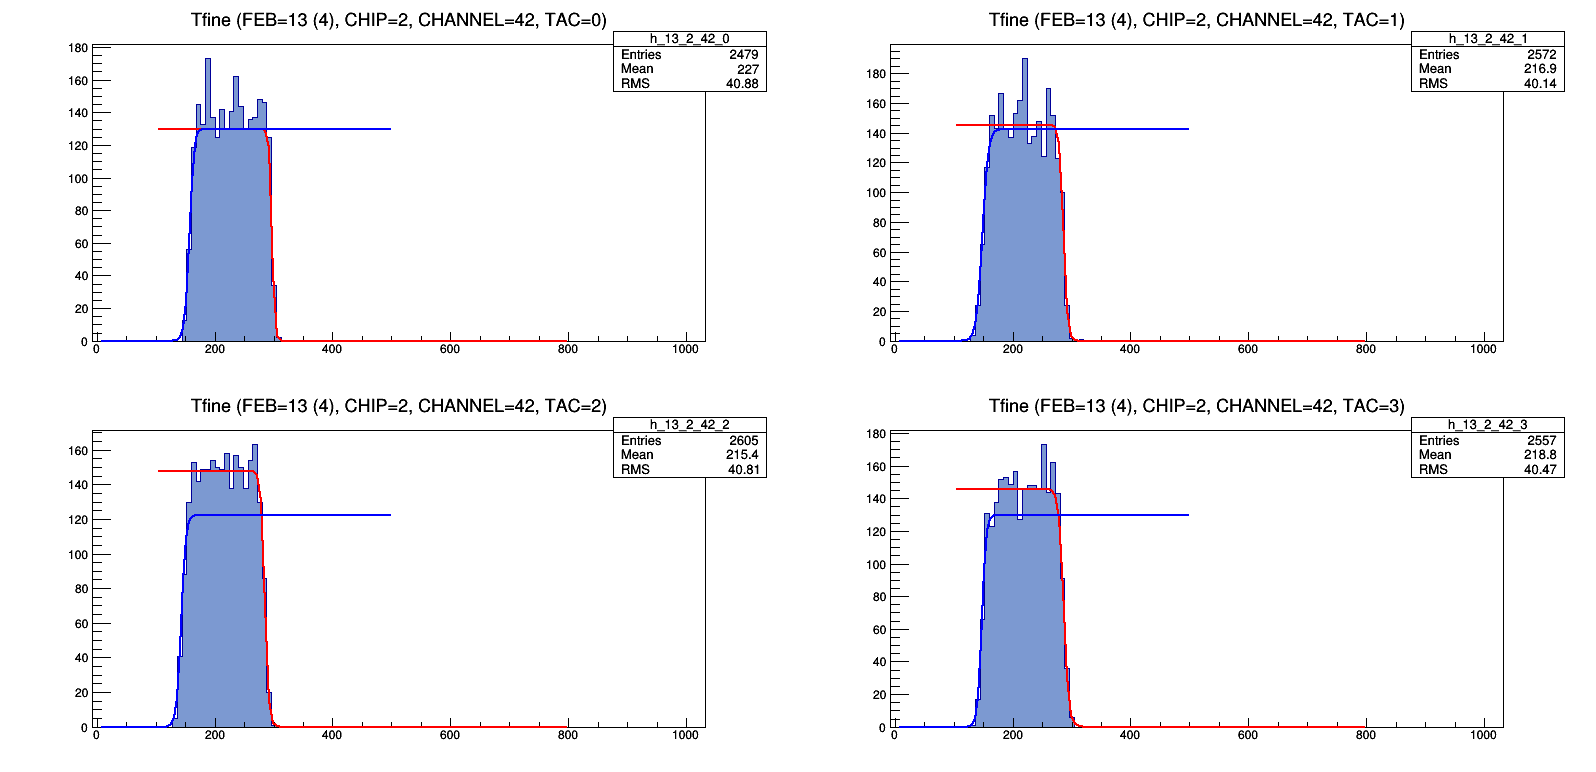 Tfine (FEB=13 (4), CHIP=2, CHANNEL=42, TAC=0)
h_13_2_42_0
Entries 2479
Mean 227
RMS 40.88
180
160
140
120
100
80
60
40
20
0
0 200 400 600 800 1000
Tfine (FEB=13 (4), CHIP=2, CHANNEL=42, TAC=1)
h_13_2_42_1
Entries 2572
Mean 216.9
RMS 40.14
180
160
140
120
100
80
60
40
20
0
0 200 400 600 800 1000
Tfine (FEB=13 (4), CHIP=2, CHANNEL=42, TAC=2)
h_13_2_42_2
Entries 2605
Mean 215.4
RMS 40.81
160
140
120
100
80
60
40
20
0
0 200 400 600 800 1000
Tfine (FEB=13 (4), CHIP=2, CHANNEL=42, TAC=3)
h_13_2_42_3
Entries 2557
Mean 218.8
RMS 40.47
180
160
140
120
100
80
60
40
20
0
0 200 400 600 800 1000